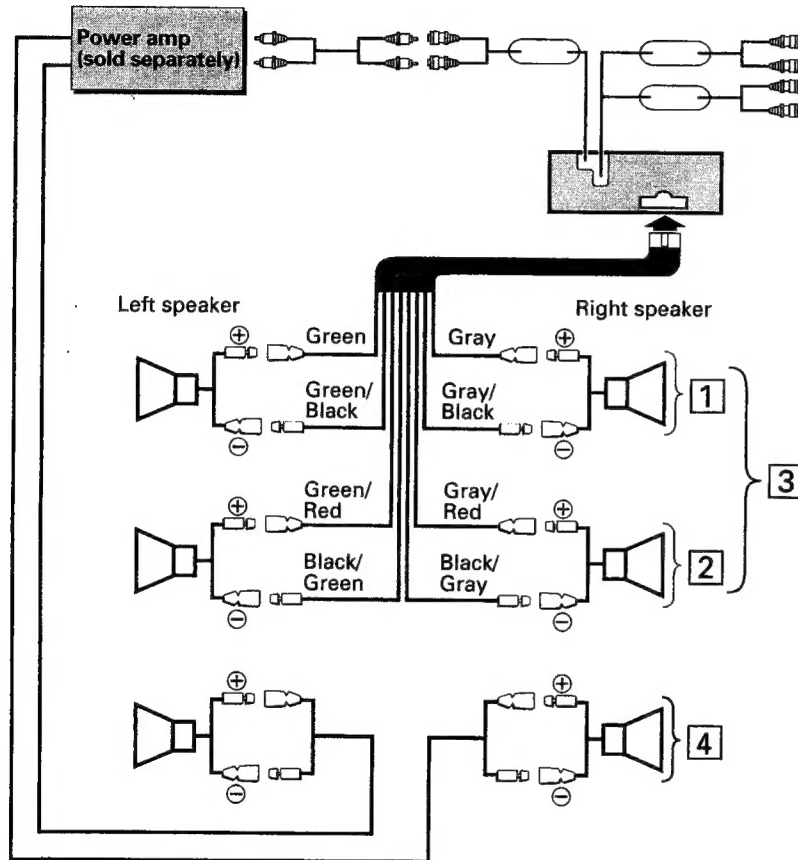 Power amp
(sold separately)
Left speaker
Right speaker
⊕
Green
Gray
⊕
1
Green/
Black
Gray/
Black
⊖
⊖
3
⊕
Green/
Red
Gray/
Red
⊕
2
Black/
Green
Black/
Gray
⊖
⊖
⊕
⊕
4
⊖
⊖